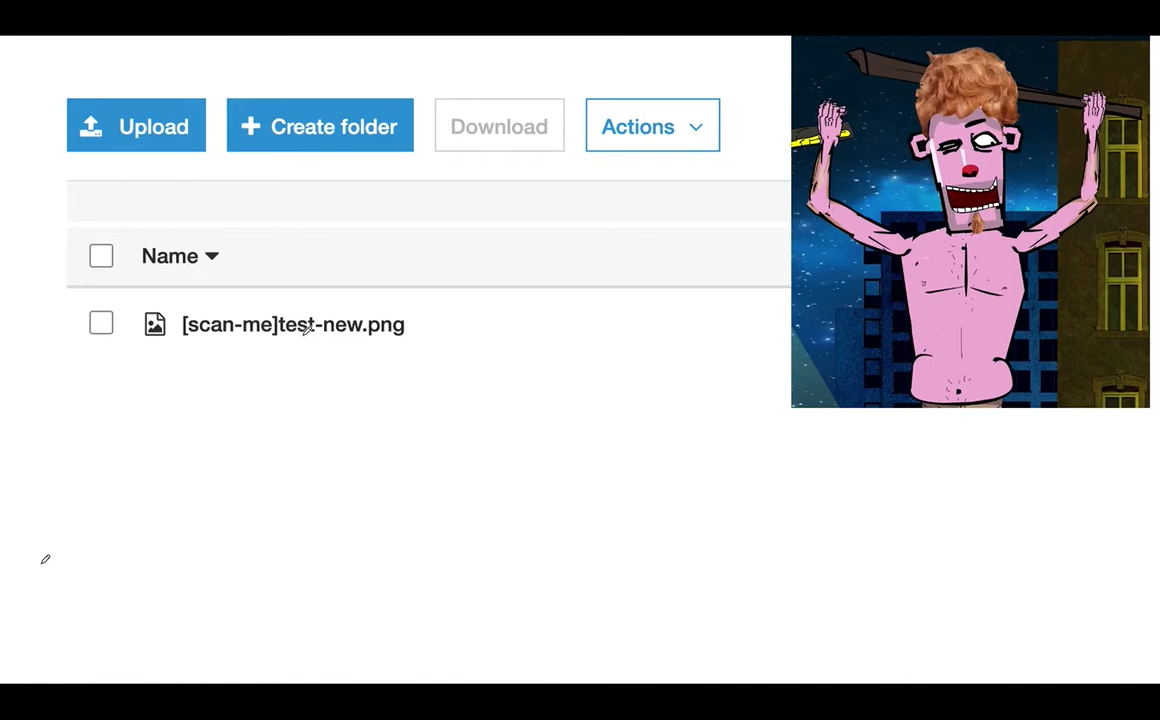 Upload
Create folder
Download
Actions
Name
[scan-me]test-new.png